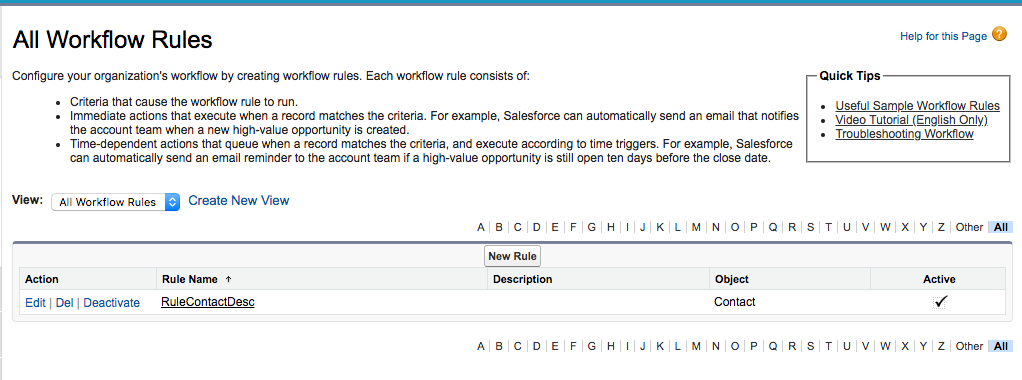 All Workflow Rules
Help for this Page ?
Configure your organization's workflow by creating workflow rules. Each workflow rule consists of:
• Criteria that cause the workflow rule to run.
• Immediate actions that execute when a record matches the criteria. For example, Salesforce can automatically send an email that notifies
the account team when a new high-value opportunity is created.
• Time-dependent actions that queue when a record matches the criteria, and execute according to time triggers. For example, Salesforce
can automatically send an email reminder to the account team if a high-value opportunity is still open ten days before the close date.
Quick Tips
• Useful Sample Workflow Rules
• Video Tutorial (English Only)
• Troubleshooting Workflow
View: All Workflow Rules Create New View
A | B | C | D | E | F | G | H | I | J | K | L | M | N | O | P | Q | R | S | T | U | V | W | X | Y | Z | Other | All
New Rule
Action Rule Name ↑ Description Object Active
Edit | Del | Deactivate RuleContactDesc Contact ✓
A | B | C | D | E | F | G | H | I | J | K | L | M | N | O | P | Q | R | S | T | U | V | W | X | Y | Z | Other | All